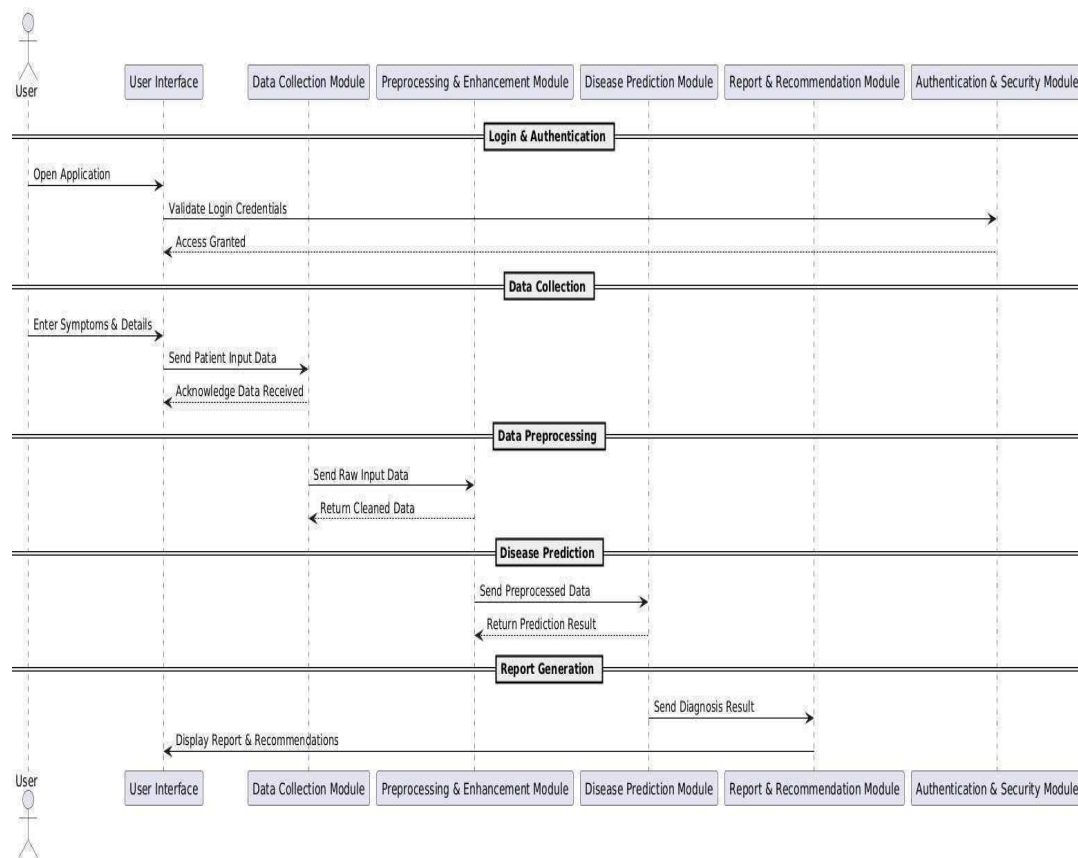 User
User Interface
Data Collection Module
Preprocessing & Enhancement Module
Disease Prediction Module
Report & Recommendation Module
Authentication & Security Module
Login & Authentication
Open Application
Validate Login Credentials
Access Granted
Data Collection
Enter Symptoms & Details
Send Patient Input Data
Acknowledge Data Received
Data Preprocessing
Send Raw Input Data
Return Cleaned Data
Disease Prediction
Send Preprocessed Data
Return Prediction Result
Report Generation
Send Diagnosis Result
Display Report & Recommendations
User
User Interface
Data Collection Module
Preprocessing & Enhancement Module
Disease Prediction Module
Report & Recommendation Module
Authentication & Security Module